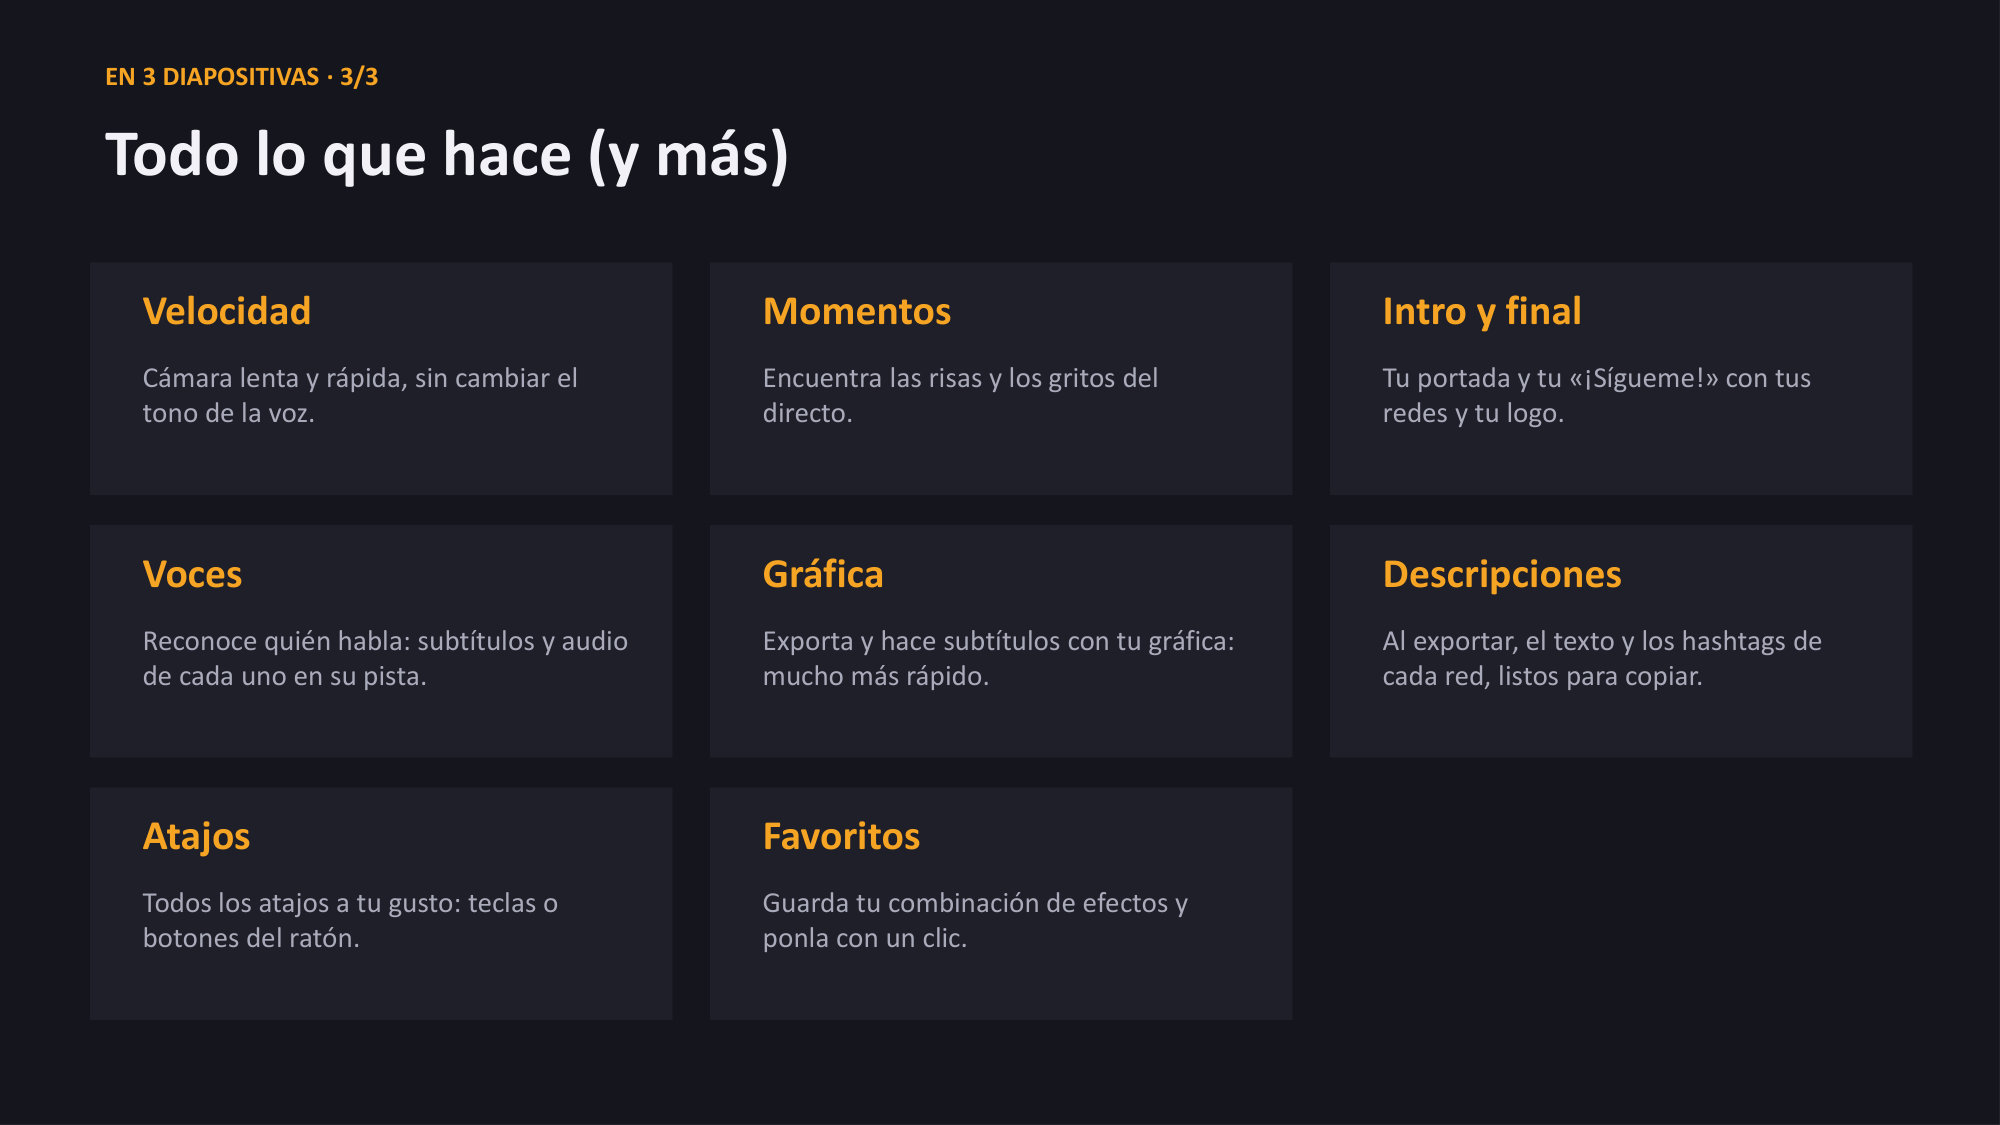 EN 3 DIAPOSITIVAS · 3/3
Todo lo que hace (y más)
Velocidad
Cámara lenta y rápida, sin cambiar el
tono de la voz.
Momentos
Encuentra las risas y los gritos del
directo.
Intro y final
Tu portada y tu «¡Sígueme!» con tus
redes y tu logo.
Voces
Reconoce quién habla: subtítulos y audio
de cada uno en su pista.
Gráfica
Exporta y hace subtítulos con tu gráfica:
mucho más rápido.
Descripciones
Al exportar, el texto y los hashtags de
cada red, listos para copiar.
Atajos
Todos los atajos a tu gusto: teclas o
botones del ratón.
Favoritos
Guarda tu combinación de efectos y
ponla con un clic.